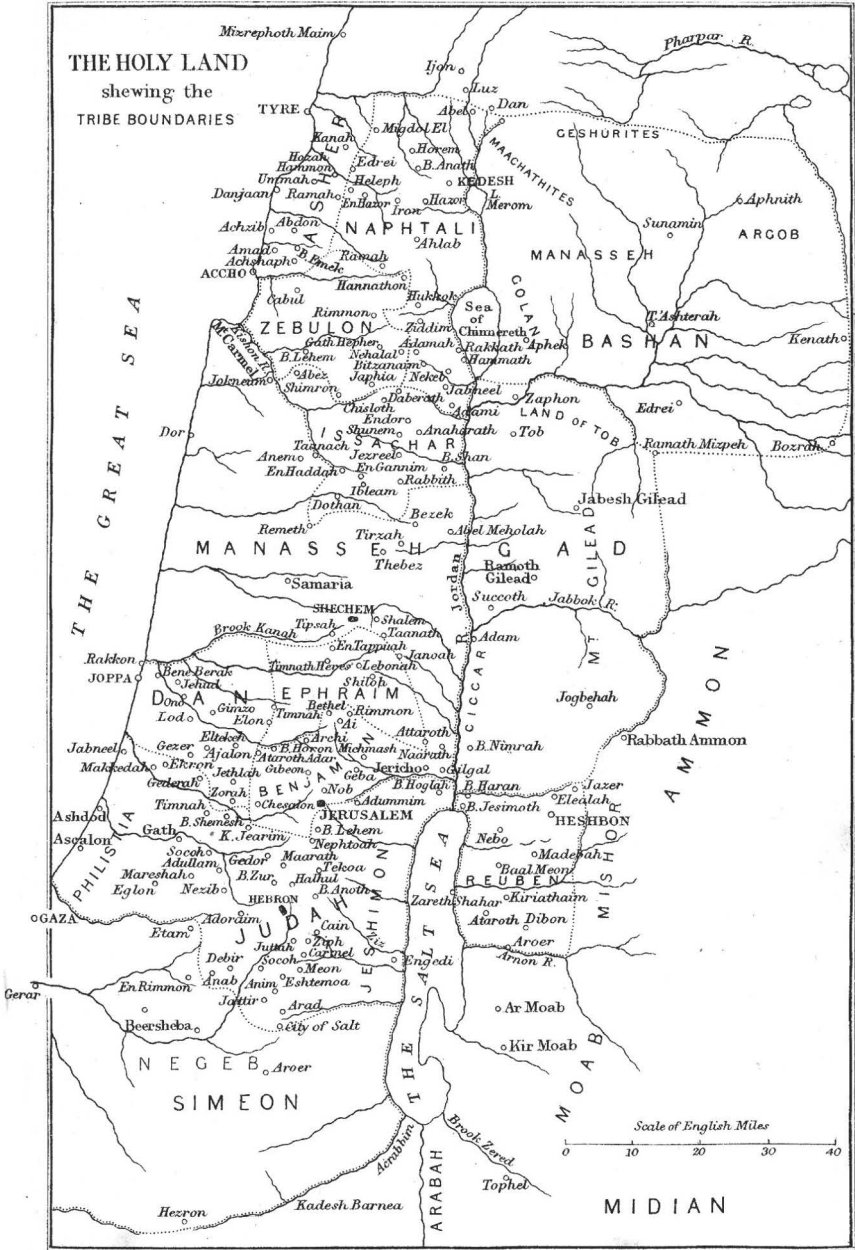 THE HOLY LAND
shewing the
TRIBE BOUNDARIES
Mizrephoth Maim
Ijon
Pharpar R.
Luz
TYRE
Abel
Dan
Migdol El
GESHURITES
Kanah
Horem
MAACHATHITES
Hozah
Hammon
Edrei
B. Anath
Ummah
Heleph
KEDESH
Danjaan
Ramah
En Hazor
Hazor
Iron
L. Merom
Aphnith
ASHER
Achzib
Abdon
NAPHTALI
Sunamin
ARGOB
Ahlab
Amad
B. Emek
Ramah
MANASSEH
Achshaph
ACCHO
Hannathon
GOLAN
Cabul
Hukkok
Sea
of
Chinnereth
Rimmon
T. Ashterah
ZEBULON
Ziddim
Kishon R.
Mt Carmel
Gath Hepher
Adamah
Rakkath
Aphek
BASHAN
Kenath
B. Lehem
Nehalal
Hammath
Bitzanaim
Abez
Japhia
Nekeb
Jokneam
Shimron
Jabneel
Daberath
Zaphon
Chisloth
Adami
LAND OF TOB
Edrei
Endor
Dor
Shunem
Anaharath
Tob
ISSACHAR
Taanach
Ramath Mizpeh
Bozrah
Anem
Jezreel
B. Shan
En Haddah
En Gannim
Rabbith
Ibleam
Dothan
Jabesh Gilead
Bezek
Remeth
Tirzah
Abel Meholah
MANASSEH
GAD
Thebez
Ramoth
Gilead
Samaria
MT GILEAD
R. Jordan
Succoth
Jabbok R.
SHECHEM
Shalem
Brook Kanah
Tipsah
Taanath
Adam
En Tappuah
Janoah
Rakkon
Timnath Heres
Lebonah
JOPPA
Bene Berak
Jehud
Shiloh
CICCAR
DAN
EPHRAIM
Ono
Jogbehah
Lod
Gimzo
Bethel
Timnah
Rimmon
Elon
Ai
Attaroth
Eltekeh
Archi
Jabneel
Gezer
Ajalon
B. Horon
Michmash
B. Nimrah
Rabbath Ammon
Ataroth Adar
Naarath
Makkedah
Ekron
Jethlah
Gibeon
Geba
Jericho
Gilgal
AMMON
Gederah
BENJAMIN
B. Hoglah
B. Haran
Jazer
Zorah
Nob
Timnah
Chesalon
Adummim
B. Jesimoth
Elealah
Ashdod
B. Shemesh
JERUSALEM
HESHBON
Ascalon
Gath
K. Jearim
B. Lehem
Nebo
PHILISTIA
Nephtoah
Socoh
Maarath
Madebah
Adullam
Gedor
Tekoa
Baal Meon
Mareshah
B. Zur
Halhul
REUBEN
Eglon
Nezib
B. Anoth
Zareth Shahar
Kiriathaim
MISHOR
HEBRON
GAZA
Adoraim
Ataroth
Dibon
Etam
JUDAH
Cain
JESHIMON
Juttah
Ziph
Ziz
Aroer
Debir
Socoh
Carmel
Engedi
Arnon R.
THE SALT SEA
Meon
En Rimmon
Anab
Anim
Eshtemoa
Gerar
Jattir
Arad
Ar Moab
Beersheba
City of Salt
Kir Moab
NEGEB
Aroer
MOAB
SIMEON
THE GREAT SEA
Acrabbin
Brook Zered
Scale of English Miles
0 10 20 30 40
Tophel
Kadesh Barnea
ARABAH
Hezron
MIDIAN